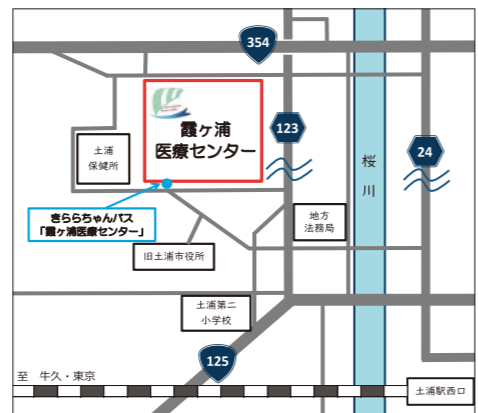 354
霞ヶ浦
医療センター
123
土浦
保健所
桜
川
24
きららちゃんバス
「霞ヶ浦医療センター」
地方
法務局
旧土浦市役所
土浦第二
小学校
125
至 牛久・東京
土浦駅西口